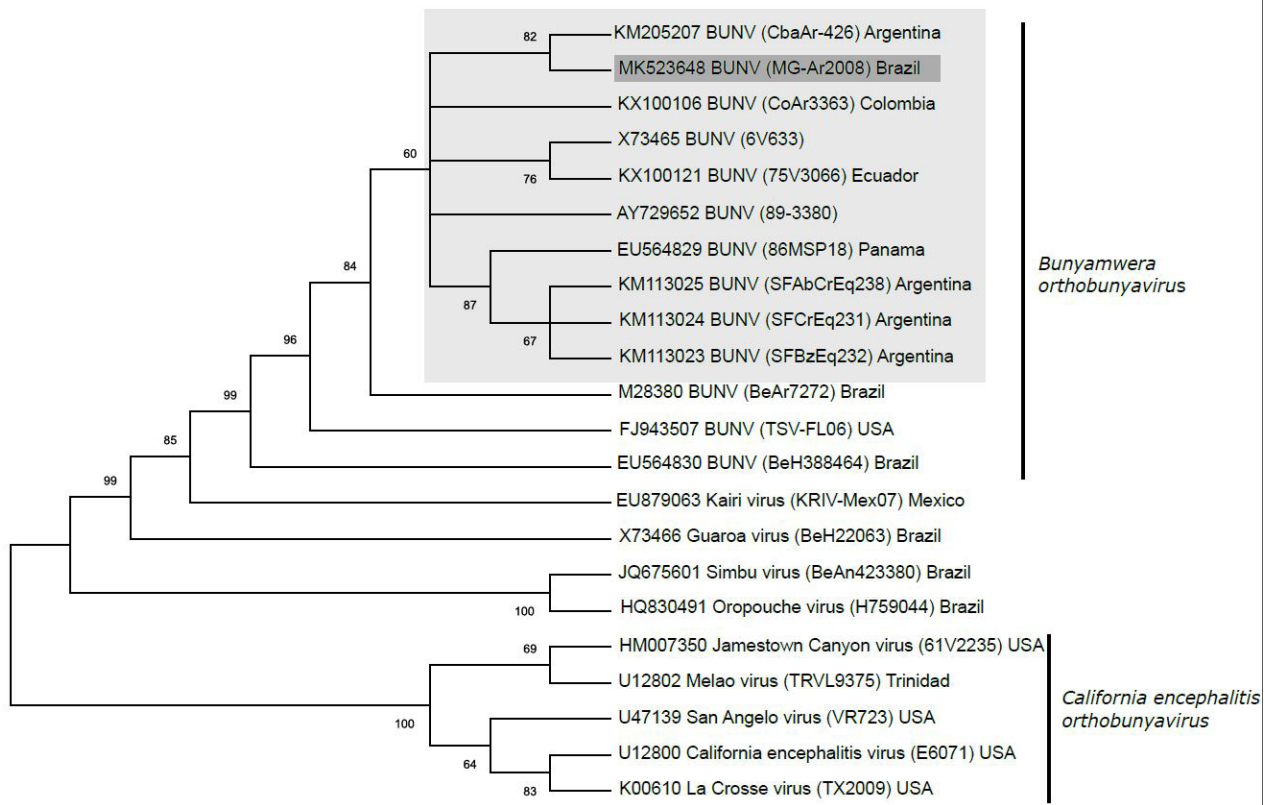 82
KM205207 BUNV (CbaAr-426) Argentina
MK523648 BUNV (MG-Ar2008) Brazil
KX100106 BUNV (CoAr3363) Colombia
60
X73465 BUNV (6V633)
76
KX100121 BUNV (75V3066) Ecuador
AY729652 BUNV (89-3380)
EU564829 BUNV (86MSP18) Panama
84
KM113025 BUNV (SFAbCrEq238) Argentina
87
KM113024 BUNV (SFCrEq231) Argentina
67
KM113023 BUNV (SFBzEq232) Argentina
96
M28380 BUNV (BeAr7272) Brazil
99
FJ943507 BUNV (TSV-FL06) USA
85
EU564830 BUNV (BeH388464) Brazil
99
EU879063 Kairi virus (KRIV-Mex07) Mexico
X73466 Guaroa virus (BeH22063) Brazil
JQ675601 Simbu virus (BeAn423380) Brazil
100
HQ830491 Oropouche virus (H759044) Brazil
69
HM007350 Jamestown Canyon virus (61V2235) USA
U12802 Melao virus (TRVL9375) Trinidad
100
U47139 San Angelo virus (VR723) USA
64
U12800 California encephalitis virus (E6071) USA
83
K00610 La Crosse virus (TX2009) USA
Bunyamwera
orthobunyavirus
California encephalitis
orthobunyavirus